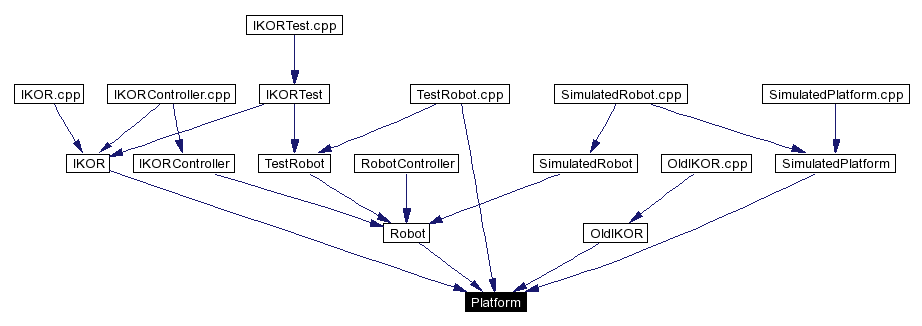 IKORTest.cpp
IKOR.cpp
IKORController.cpp
IKORTest
TestRobot.cpp
SimulatedRobot.cpp
SimulatedPlatform.cpp
IKOR
IKORController
TestRobot
RobotController
SimulatedRobot
OldIKOR.cpp
SimulatedPlatform
Robot
OldIKOR
Platform